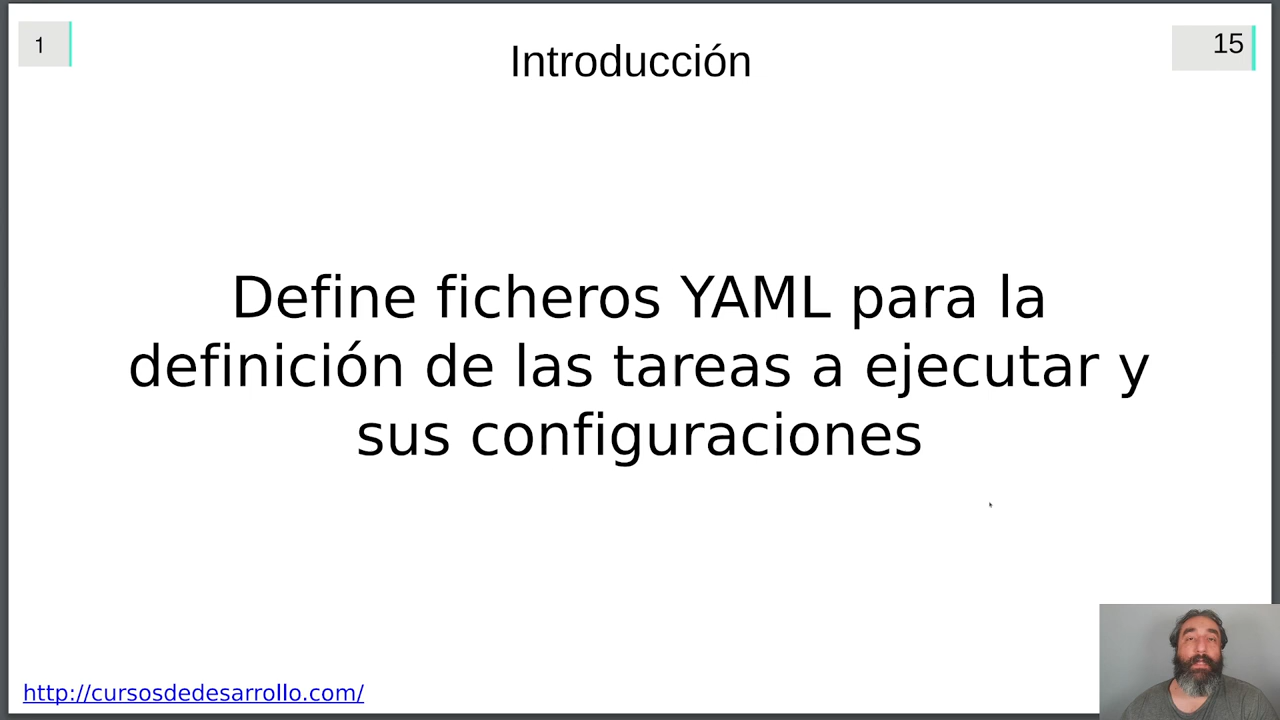 1
Introducción
15
Define ficheros YAML para la
definición de las tareas a ejecutar y
sus configuraciones
http://cursosdedesarrollo.com/